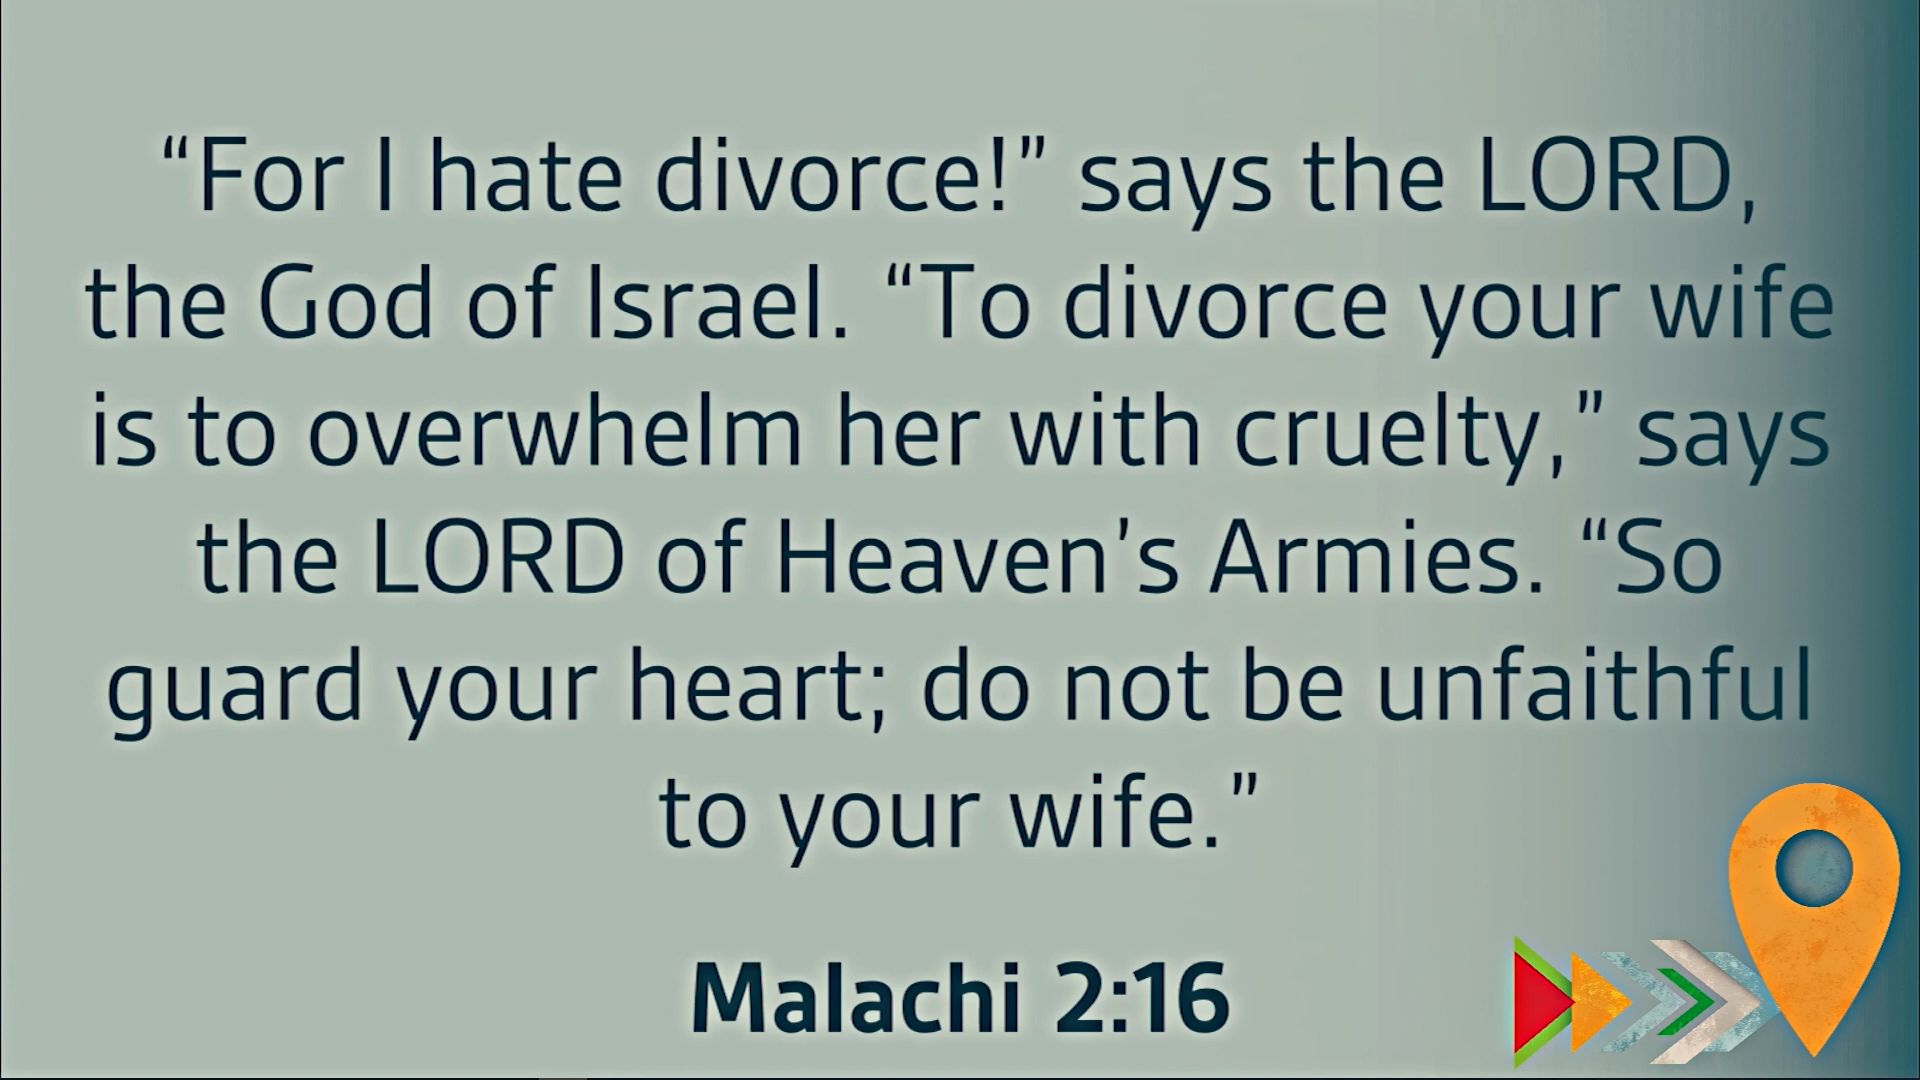 “For I hate divorce!” says the LORD,
the God of Israel. “To divorce your wife
is to overwhelm her with cruelty,” says
the LORD of Heaven’s Armies. “So
guard your heart; do not be unfaithful
to your wife.”
Malachi 2:16